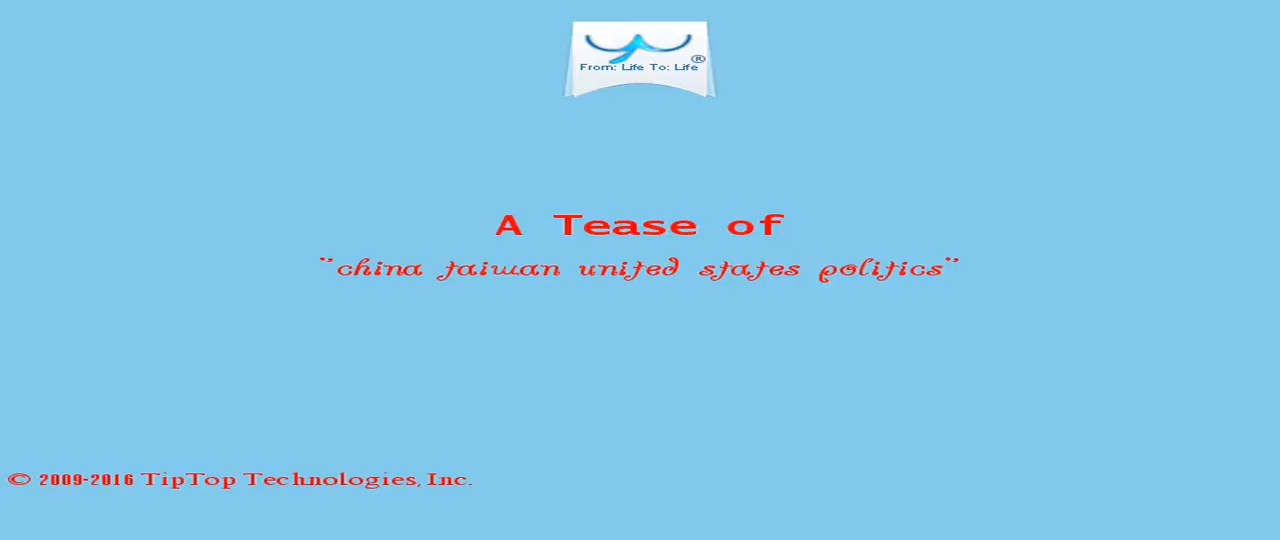 From: Life To: Life®
A Tease of
"china taiwan united states politics"
© 2009-2016 TipTop Technologies, Inc.